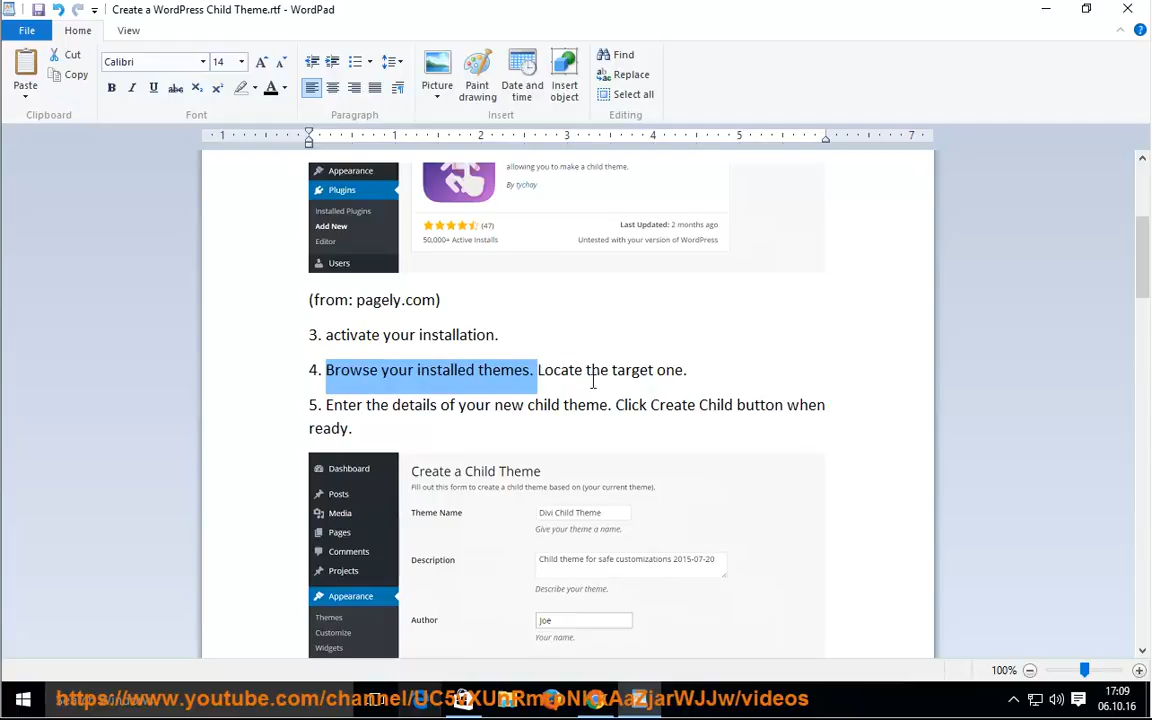 Create a WordPress Child Theme.rtf - WordPad
File
Home
View
Paste
Cut
Copy
Clipboard
Calibri
14
Font
Paragraph
Picture
Paint drawing
Date and time
Insert object
Insert
Find
Replace
Select all
Editing
1 1 2 3 4 5 7
Appearance
Plugins
Installed Plugins
Add New
Editor
Users
allowing you to make a child theme.
By tychay
(47)
Last Updated: 2 months ago
50,000+ Active Installs
Untested with your version of WordPress
(from: pagely.com)
3. activate your installation.
4. Browse your installed themes. Locate the target one.
5. Enter the details of your new child theme. Click Create Child button when
ready.
Dashboard
Posts
Media
Pages
Comments
Projects
Appearance
Themes
Customize
Widgets
Create a Child Theme
Fill out this form to create a child theme based on (your current theme).
Theme Name
Divi Child Theme
Give your theme a name.
Description
Child theme for safe customizations 2015-07-20
Describe your theme.
Author
Joe
Your name.
100%
17:09
06.10.16